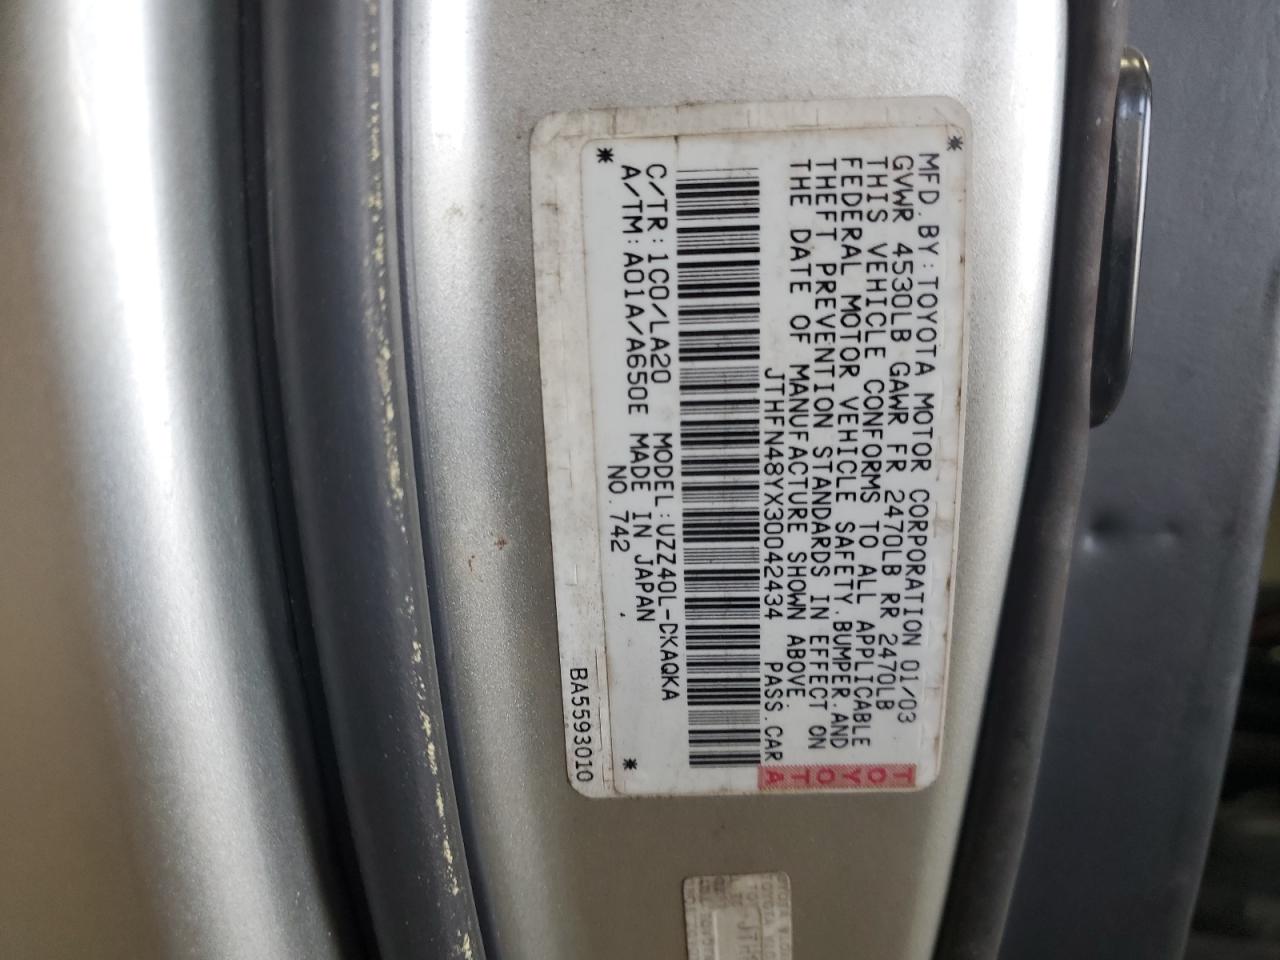 MFD.BY:TOYOTA MOTOR CORPORATION 01/03
GVWR 4530LB GAWR FR 2470LB RR 2470LB
THIS VEHICLE CONFORMS TO ALL APPLICABLE
FEDERAL MOTOR VEHICLE SAFETY,BUMPER,AND
THEFT PREVENTION STANDARDS IN EFFECT ON
THE DATE OF MANUFACTURE SHOWN ABOVE.
JTHFN48YX30042434 PASS.CAR
TOYOTA
C/TR:1C0/LA20 MODEL:UZZ40L-DKAQKA
A/TM:A01A/A650E MADE IN JAPAN
NO.742
BA5593010